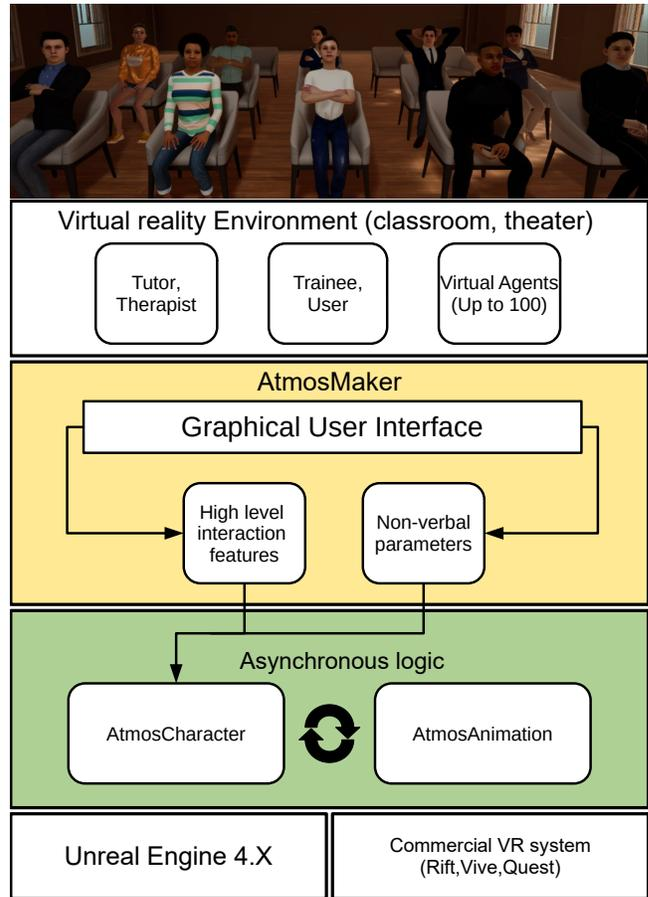 Virtual reality Environment (classroom, theater)
Tutor,
Therapist
Trainee,
User
Virtual Agents
(Up to 100)
AtmosMaker
Graphical User Interface
High level
interaction
features
Non-verbal
parameters
Asynchronous logic
AtmosCharacter
AtmosAnimation
Unreal Engine 4.X
Commercial VR system
(Rift,Vive,Quest)